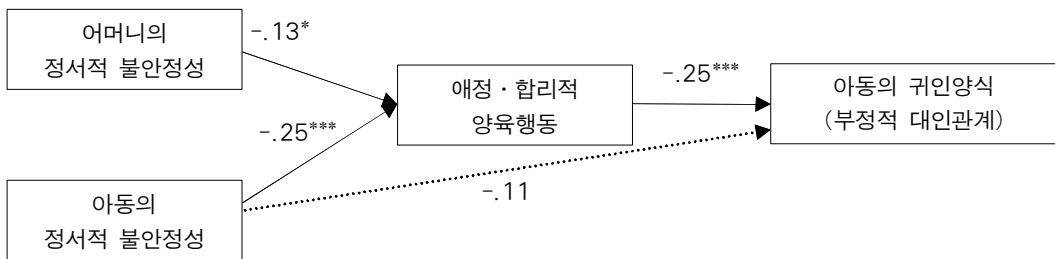 어머니의
정서적 불안정성
-.13*
애정 · 합리적
양육행동
-.25***
아동의 귀인양식
(부정적 대인관계)
-.25***
아동의
정서적 불안정성
-.11